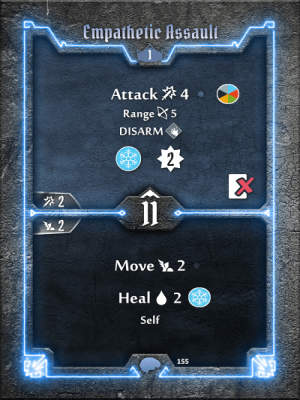 Empathetic Assault
1
Attack 4
Range 5
DISARM
2
2
2
11
Move 2
Heal 2
Self
155